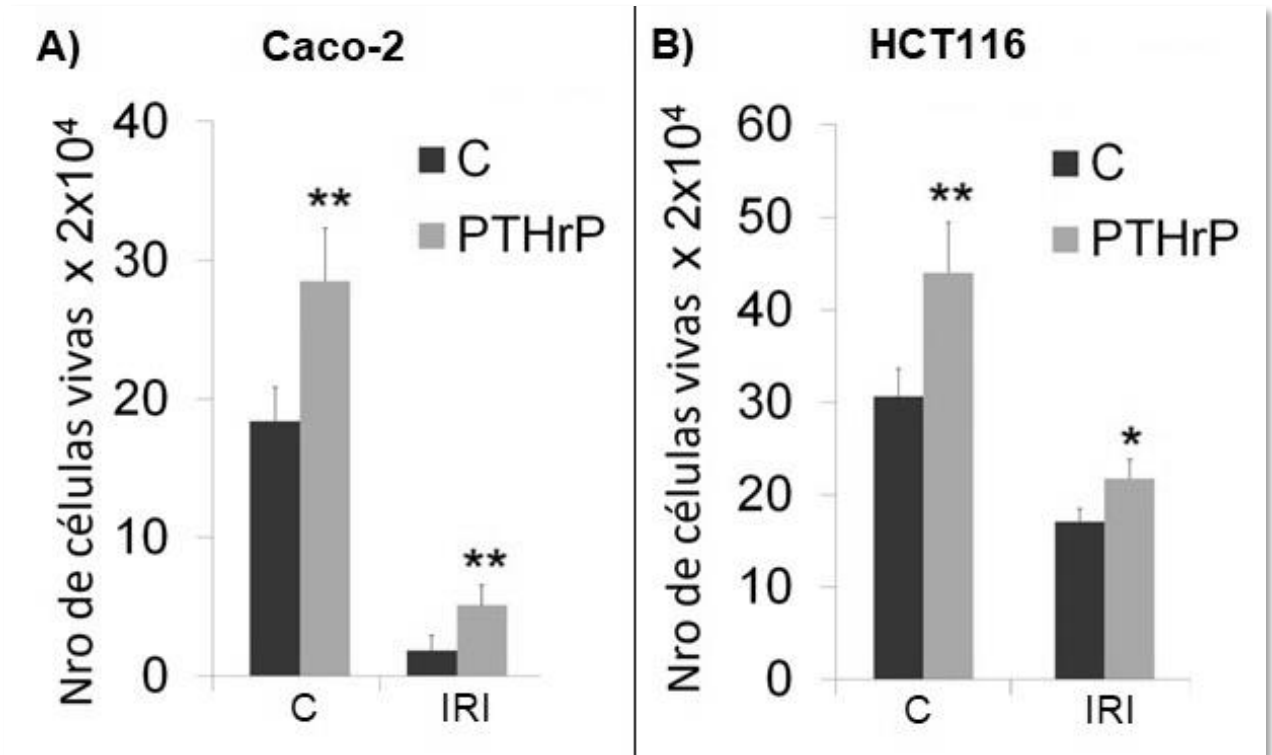 A) Caco-2
Nro de células vivas x 2x10⁴
40
30
20
10
0
C
PTHrP
**
**
C IRI
B) HCT116
Nro de células vivas x 2x10⁴
60
50
40
30
20
10
0
C
PTHrP
**
*
C IRI